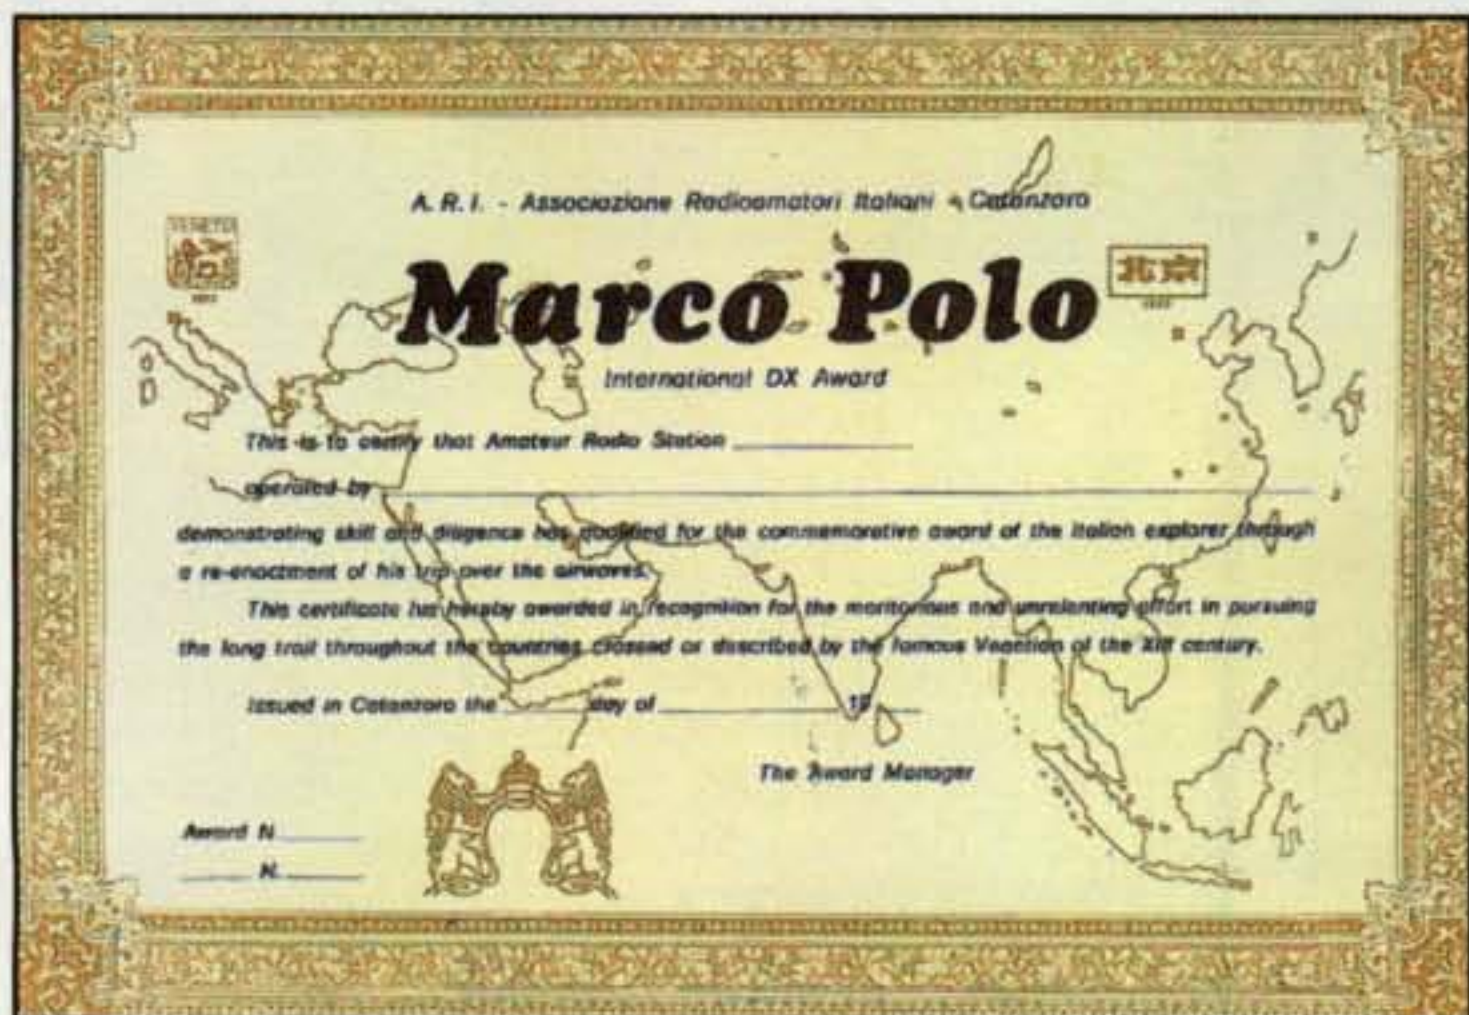 A. R. I. - Associazione Radioamatori Italiani - Catanzaro
VENETIA
北京
Marco Polo
International DX Award
This is to certify that Amateur Radio Station
operated by
demonstrating skill and diligence has qualified for the commemorative award of the Italian explorer through
a re-enactment of his trip over the airwaves.
This certificate his hereby awarded in recognition for the meritorious and unrelenting effort in pursuing
the long trail throughout the countries crossed or described by the famous Venetian of the XIII century.
Issued in Catanzaro the day of 19
The Award Manager
Award N.
N.